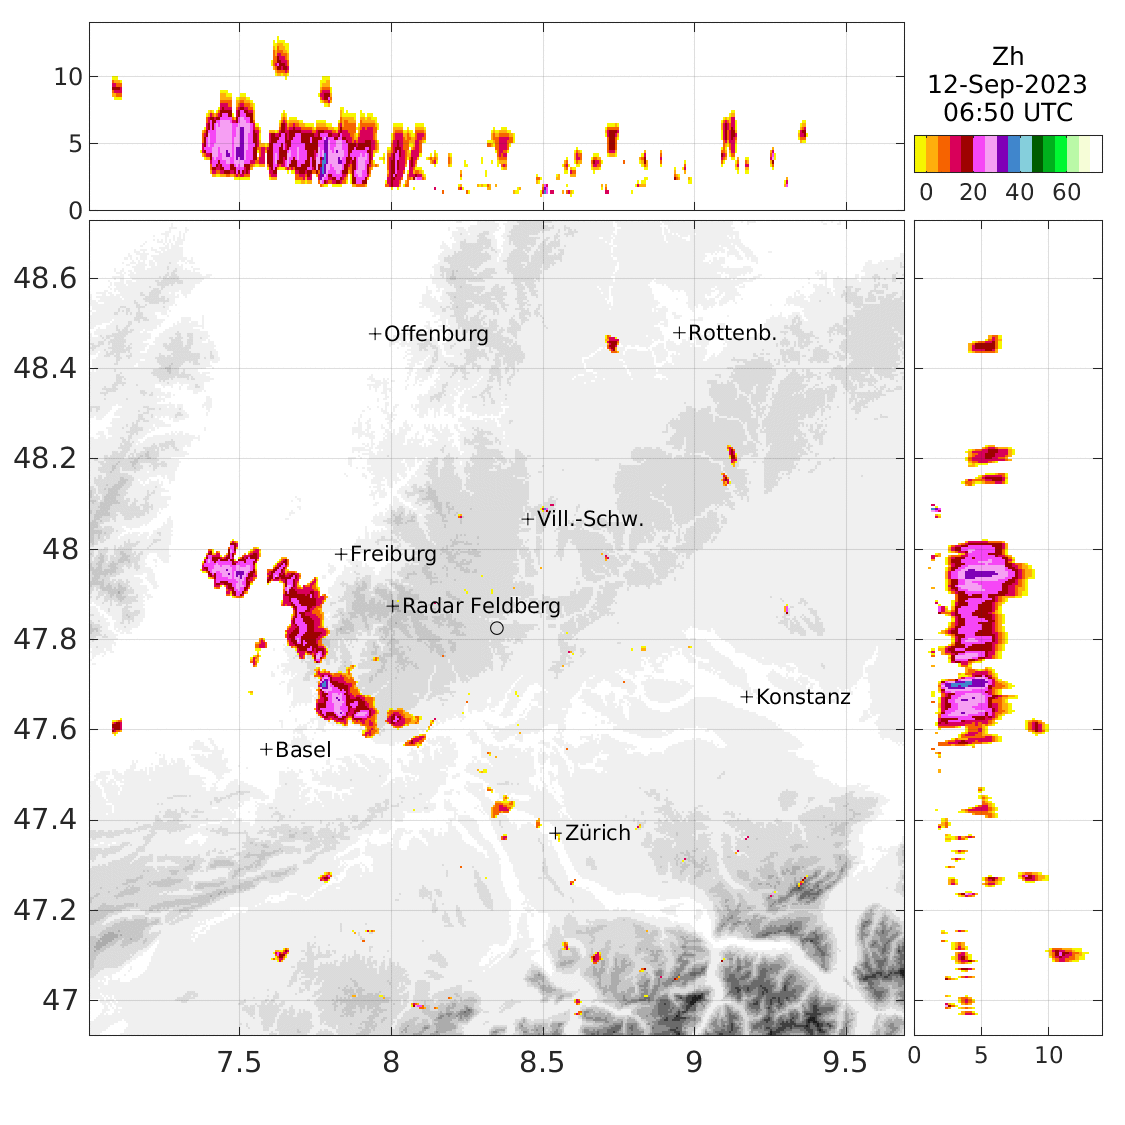 10
5
0
Zh
12-Sep-2023
06:50 UTC
0 20 40 60
48.6
48.4
48.2
48
47.8
47.6
47.4
47.2
47
+Offenburg
+Rottenb.
+Vill.-Schw.
+Freiburg
+Radar Feldberg
+Konstanz
+Basel
+Zürich
7.5 8 8.5 9 9.5
0 5 10